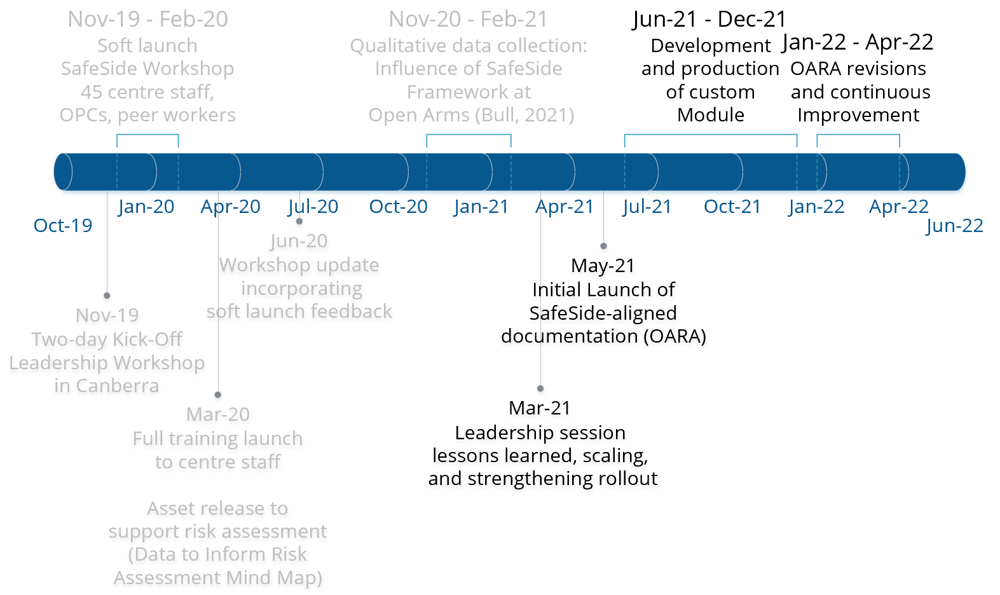 Nov-19 - Feb-20
Soft launch
SafeSide Workshop
45 centre staff,
OPCs, peer workers
Nov-20 - Feb-21
Qualitative data collection:
Influence of SafeSide
Framework at
Open Arms (Bull, 2021)
Jun-21 - Dec-21
Development
and production
of custom
Module
Jan-22 - Apr-22
OARA revisions
and continuous
Improvement
Oct-19
Jan-20
Apr-20
Jul-20
Oct-20
Jan-21
Apr-21
Jul-21
Oct-21
Jan-22
Apr-22
Jun-22
Nov-19
Two-day Kick-Off
Leadership Workshop
in Canberra
Mar-20
Full training launch
to centre staff
Asset release to
support risk assessment
(Data to Inform Risk
Assessment Mind Map)
Jun-20
Workshop update
incorporating
soft launch feedback
Mar-21
Leadership session
lessons learned, scaling,
and strengthening rollout
May-21
Initial Launch of
SafeSide-aligned
documentation (OARA)